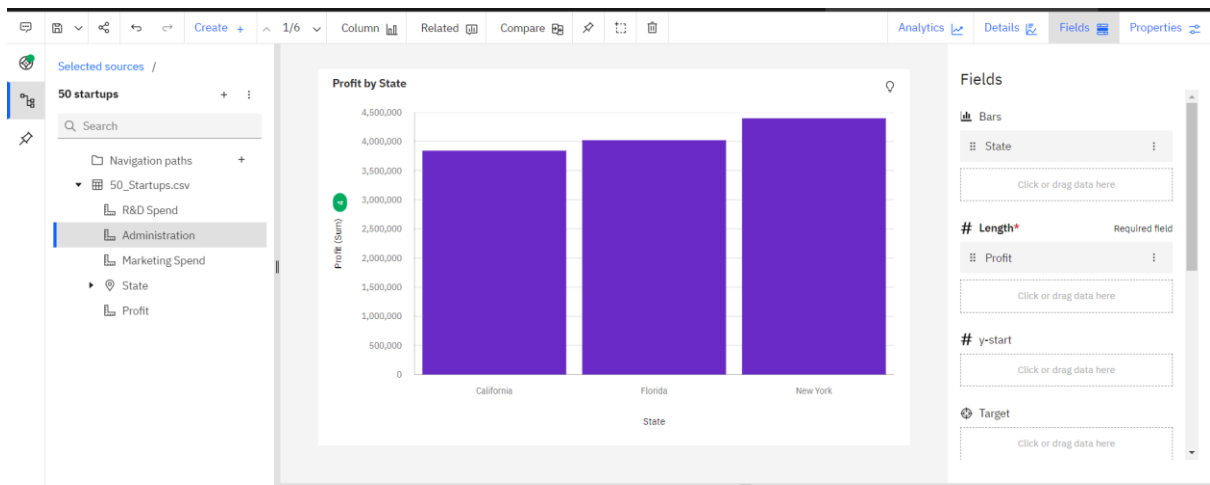 Create +
1/6
Column
Related
Compare
Analytics
Details
Fields
Properties
Selected sources /
50 startups
Search
Navigation paths
50_Startups.csv
R&D Spend
Administration
Marketing Spend
State
Profit
Profit by State
4,500,000
4,000,000
3,500,000
3,000,000
2,500,000
2,000,000
1,500,000
1,000,000
500,000
0
Profit (Sum)
California
Florida
New York
State
Fields
Bars
State
Click or drag data here
# Length* Required field
Profit
Click or drag data here
# y-start
Click or drag data here
Target
Click or drag data here